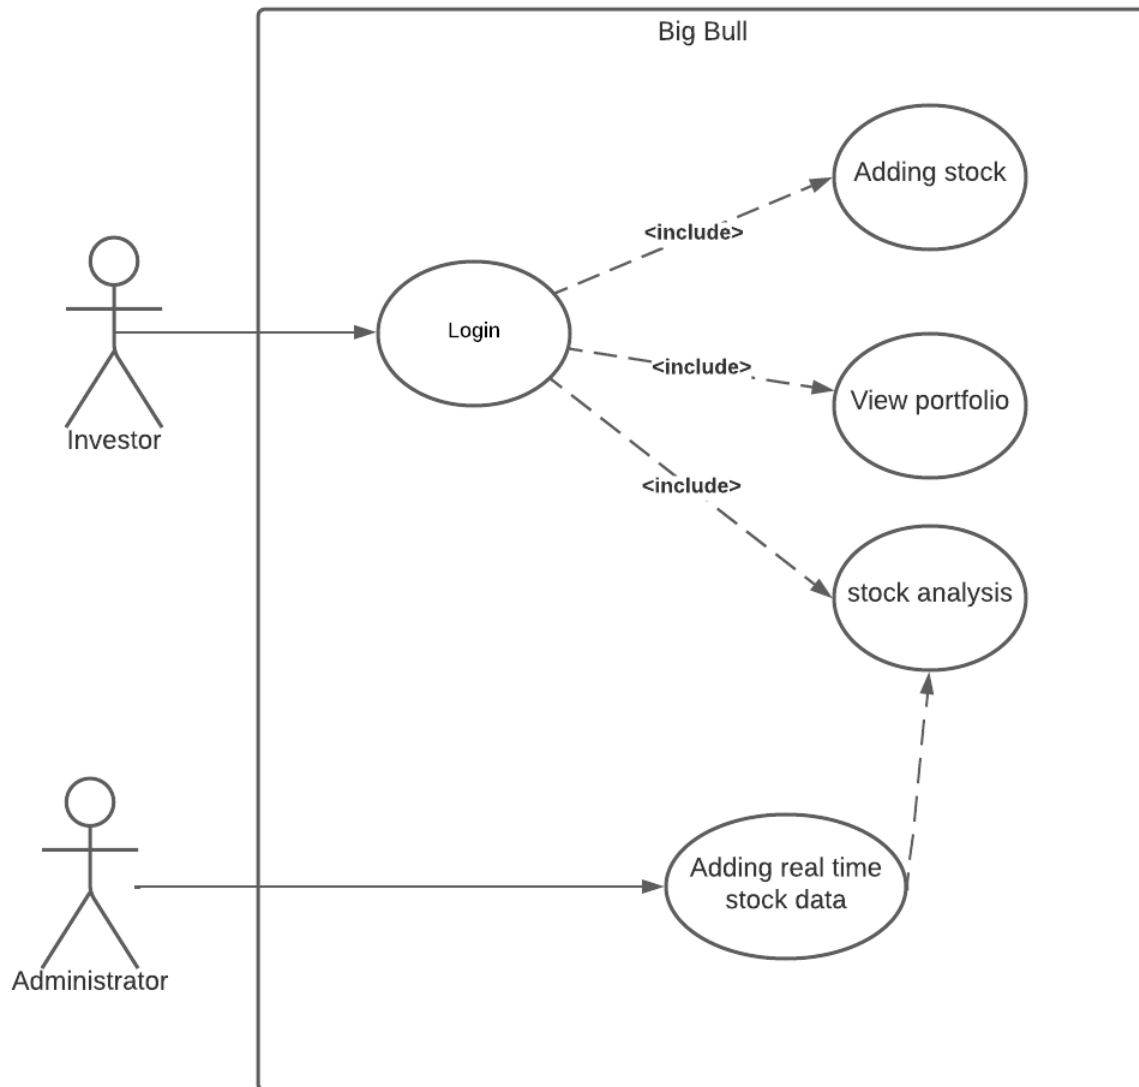 Big Bull
Adding stock
<include>
Login
<include>
View portfolio
Investor
<include>
stock analysis
Adding real time
stock data
Administrator